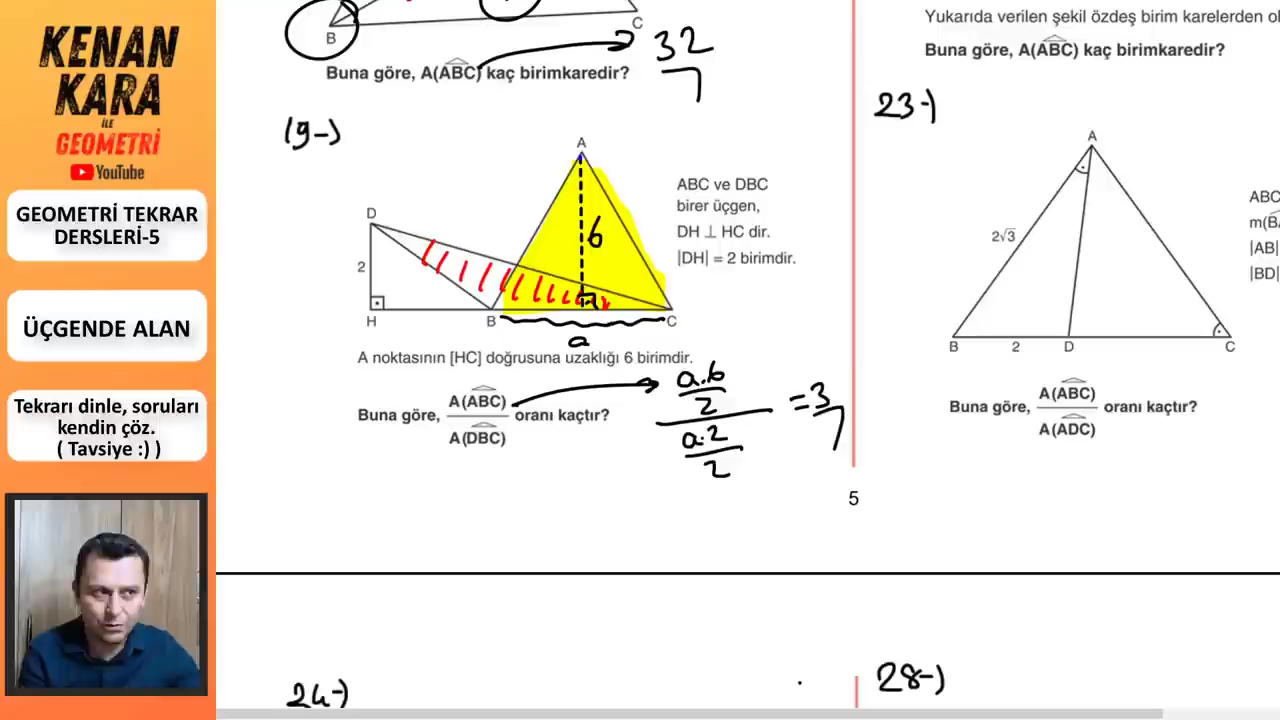 KENAN
KARA
İLE
GEOMETRİ
YouTube
GEOMETRİ TEKRAR
DERSLERİ-5
ÜÇGENDE ALAN
Tekrarı dinle, soruları
kendin çöz.
( Tavsiye :) )
B
C
Buna göre, A(ABC) kaç birimkaredir?
32
7
19-)
A
D
6
2
H
B
C
a
ABC ve DBC
birer üçgen,
DH ⊥ HC dir.
|DH| = 2 birimdir.
A noktasının [HC] doğrusuna uzaklığı 6 birimdir.
Buna göre, A(ABC) / A(DBC) oranı kaçtır?
a.6
2
a.2
2
= 3
Yukarıda verilen şekil özdeş birim karelerden ol
Buna göre, A(ABC) kaç birimkaredir?
23-)
A
2√3
B
2
D
C
ABC
|AB|
|BD|
Buna göre, A(ABC) / A(ADC) oranı kaçtır?
5
24-)
28-)